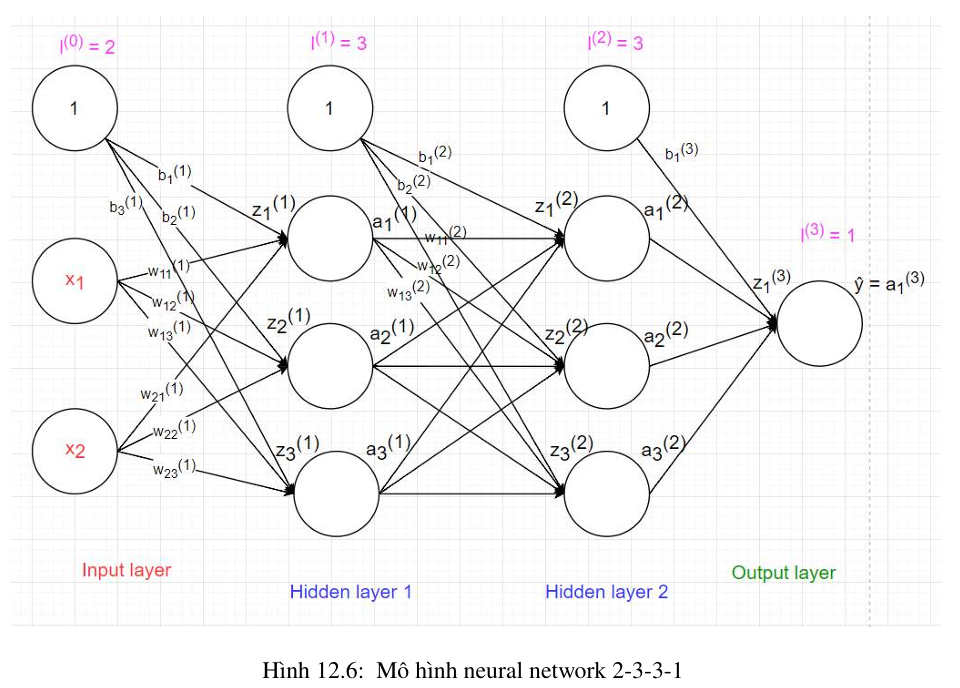 l(0) = 2
l(1) = 3
l(2) = 3
1
1
1
b1(1)
b2(1)
b3(1)
b1(2)
b2(2)
b1(3)
z1(1)
a1(1)
z1(2)
a1(2)
l(3) = 1
x1
w11(1)
w12(1)
w13(1)
w11(2)
w12(2)
w13(2)
z1(3)
ŷ = a1(3)
z2(1)
a2(1)
z2(2)
a2(2)
x2
w21(1)
w22(1)
w23(1)
z3(1)
a3(1)
z3(2)
a3(2)
Input layer
Hidden layer 1
Hidden layer 2
Output layer
Hình 12.6: Mô hình neural network 2-3-3-1